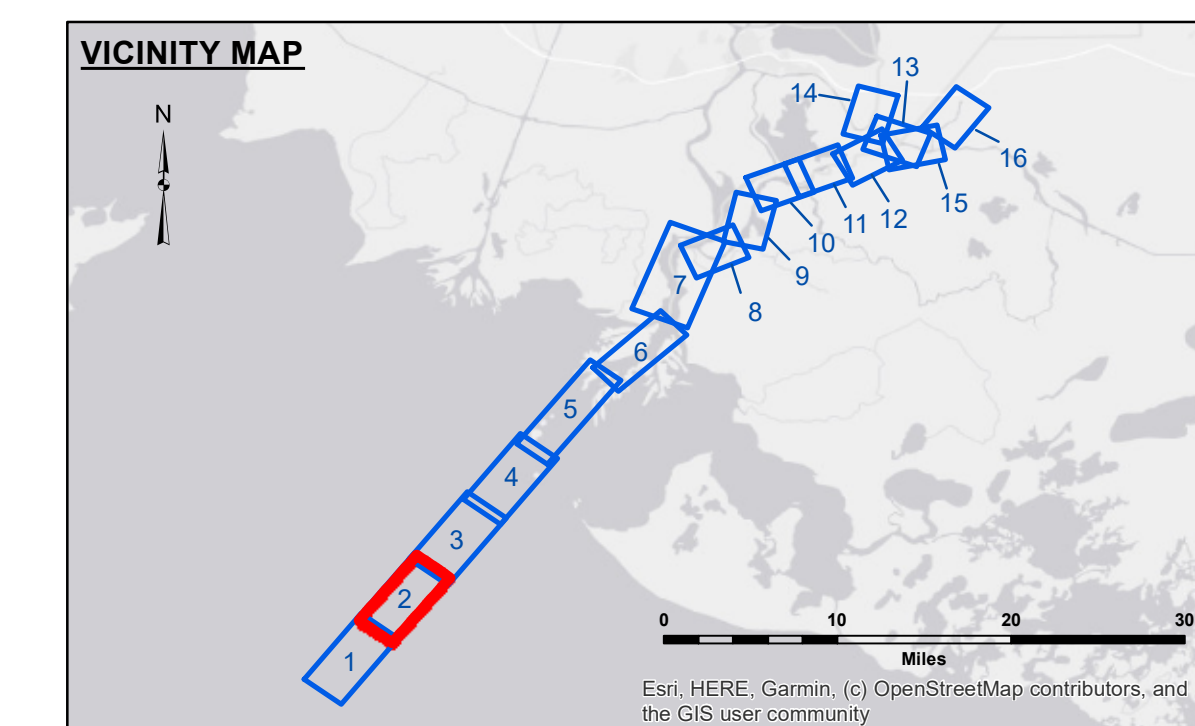 VICINITY MAP
N
13
14
16
15
12
11
10
9
7
8
6
5
4
3
2
1
0 10 20 30
Miles
Esri, HERE, Garmin, (c) OpenStreetMap contributors, and
the GIS user community